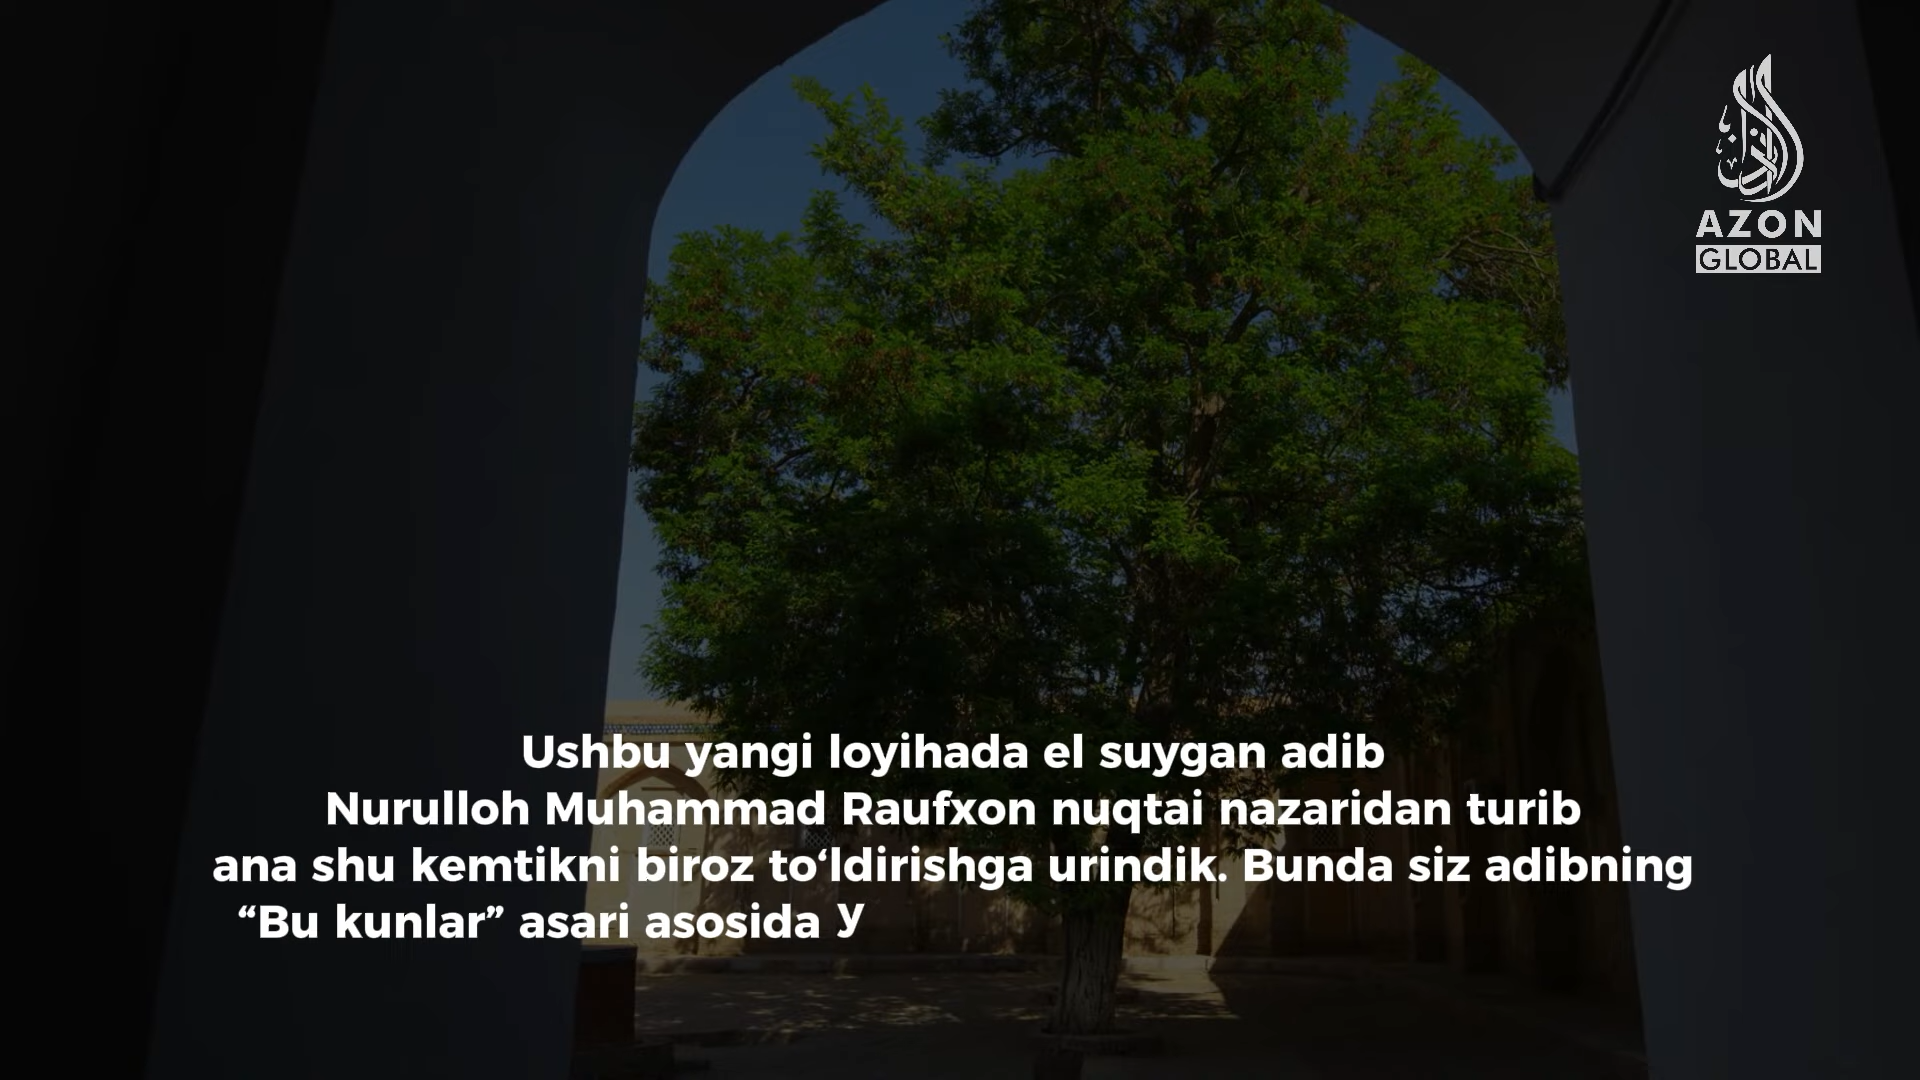 AZON
GLOBAL
Ushbu yangi loyihada el suygan adib
Nurulloh Muhammad Raufxon nuqtai nazaridan turib
ana shu kemtikni biroz to‘ldirishga urindik. Bunda siz adibning
“Bu kunlar” asari asosida y